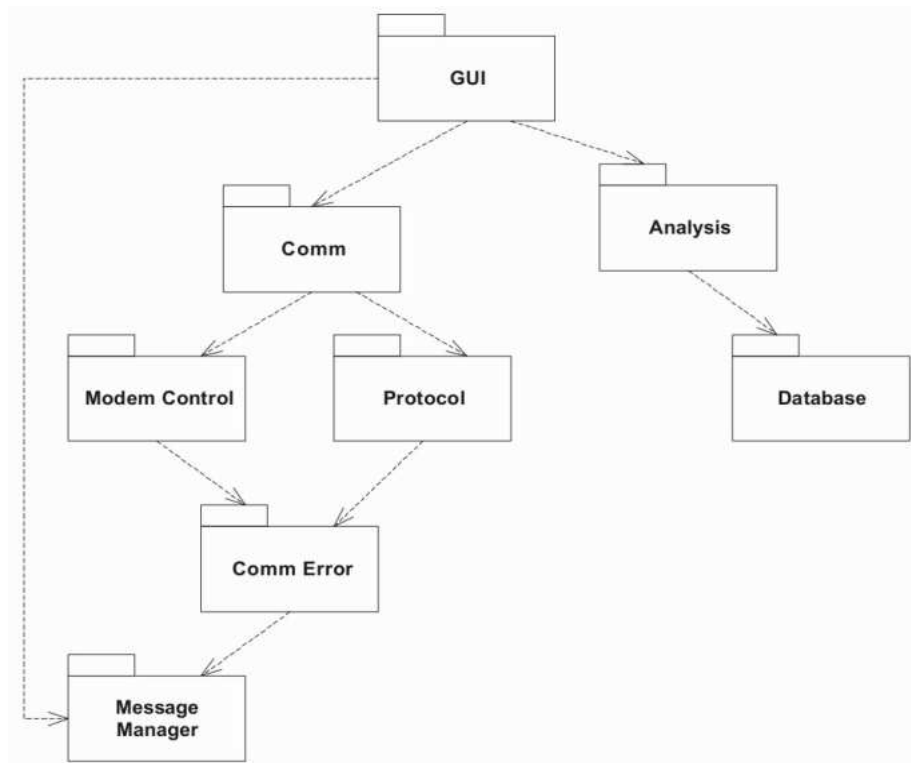 GUI
Analysis
Comm
Modem Control
Protocol
Database
Comm Error
Message
Manager